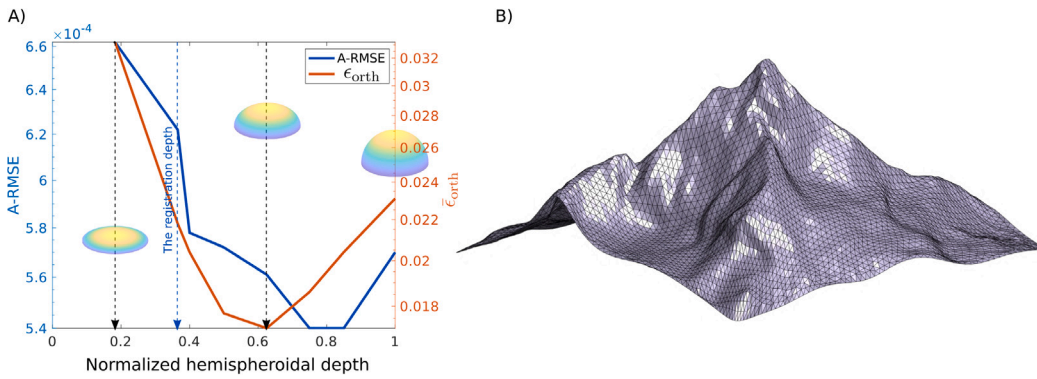 A)
B)
×10⁻⁴
6.6
6.4
6.2
6
5.8
5.6
5.4
A-RMSE
0 0.2 0.4 0.6 0.8 1
Normalized hemispheroidal depth
The registration depth
A-RMSE
ϵorth
0.032
0.03
0.028
0.026
0.024
0.022
0.02
0.018
ϵ̄orth